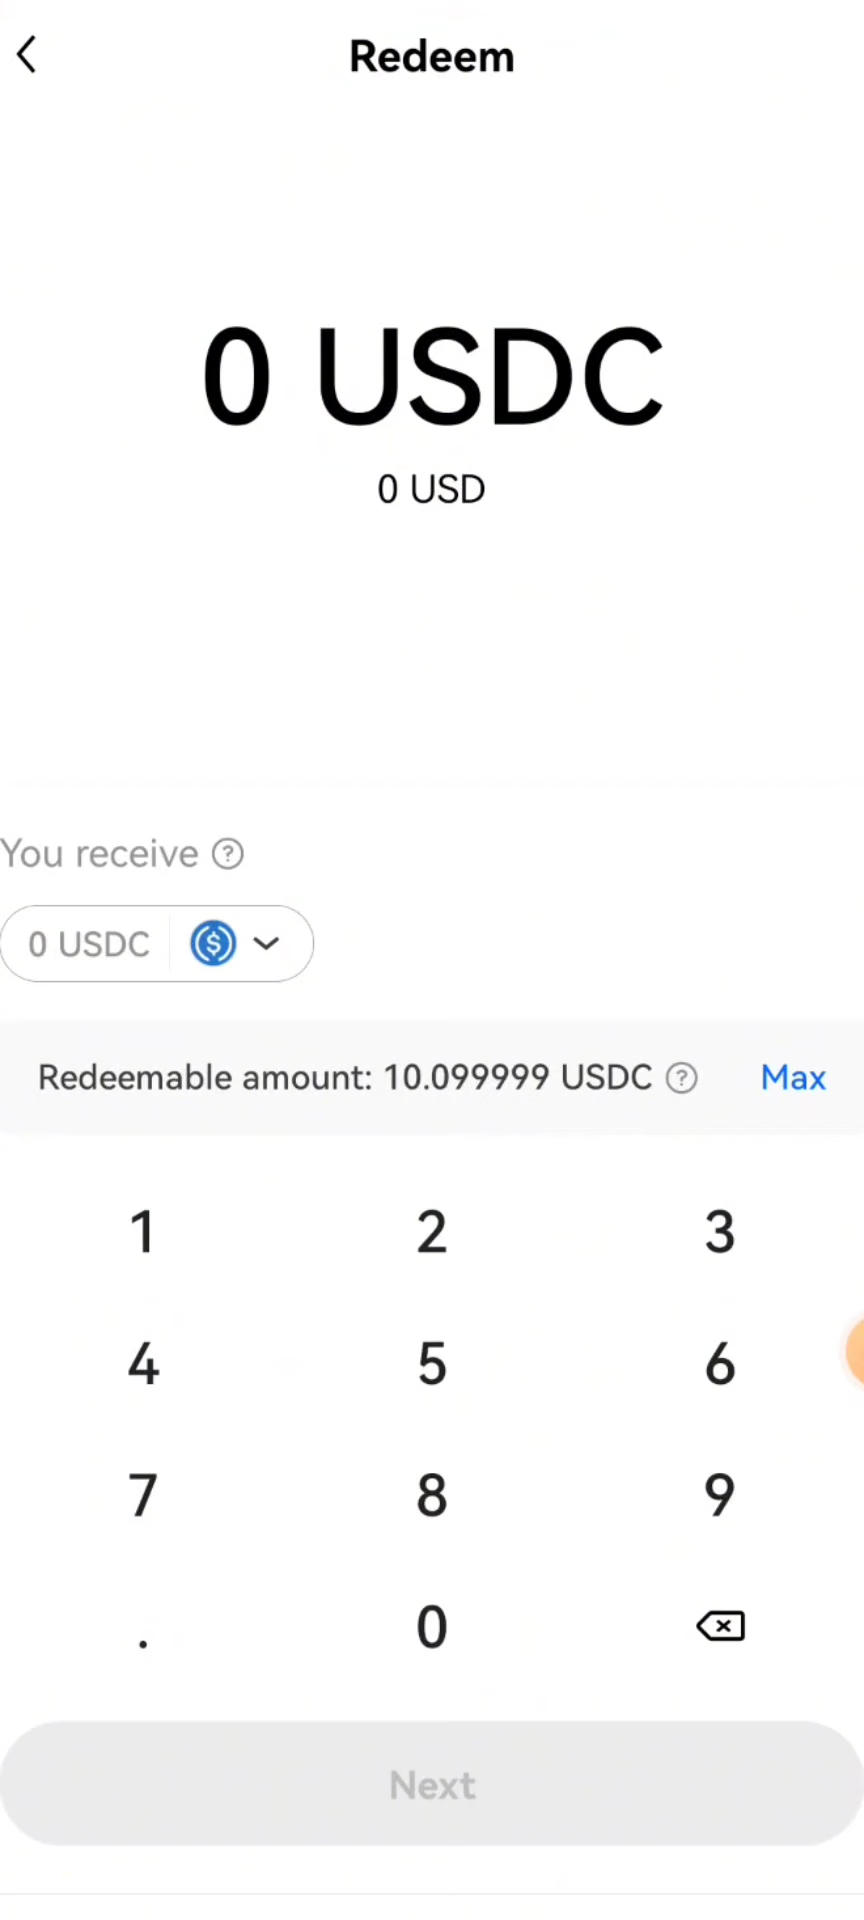 Redeem
0 USDC
0 USD
You receive ?
0 USDC $
Redeemable amount: 10.099999 USDC ? Max
1 2 3
4 5 6
7 8 9
. 0
Next